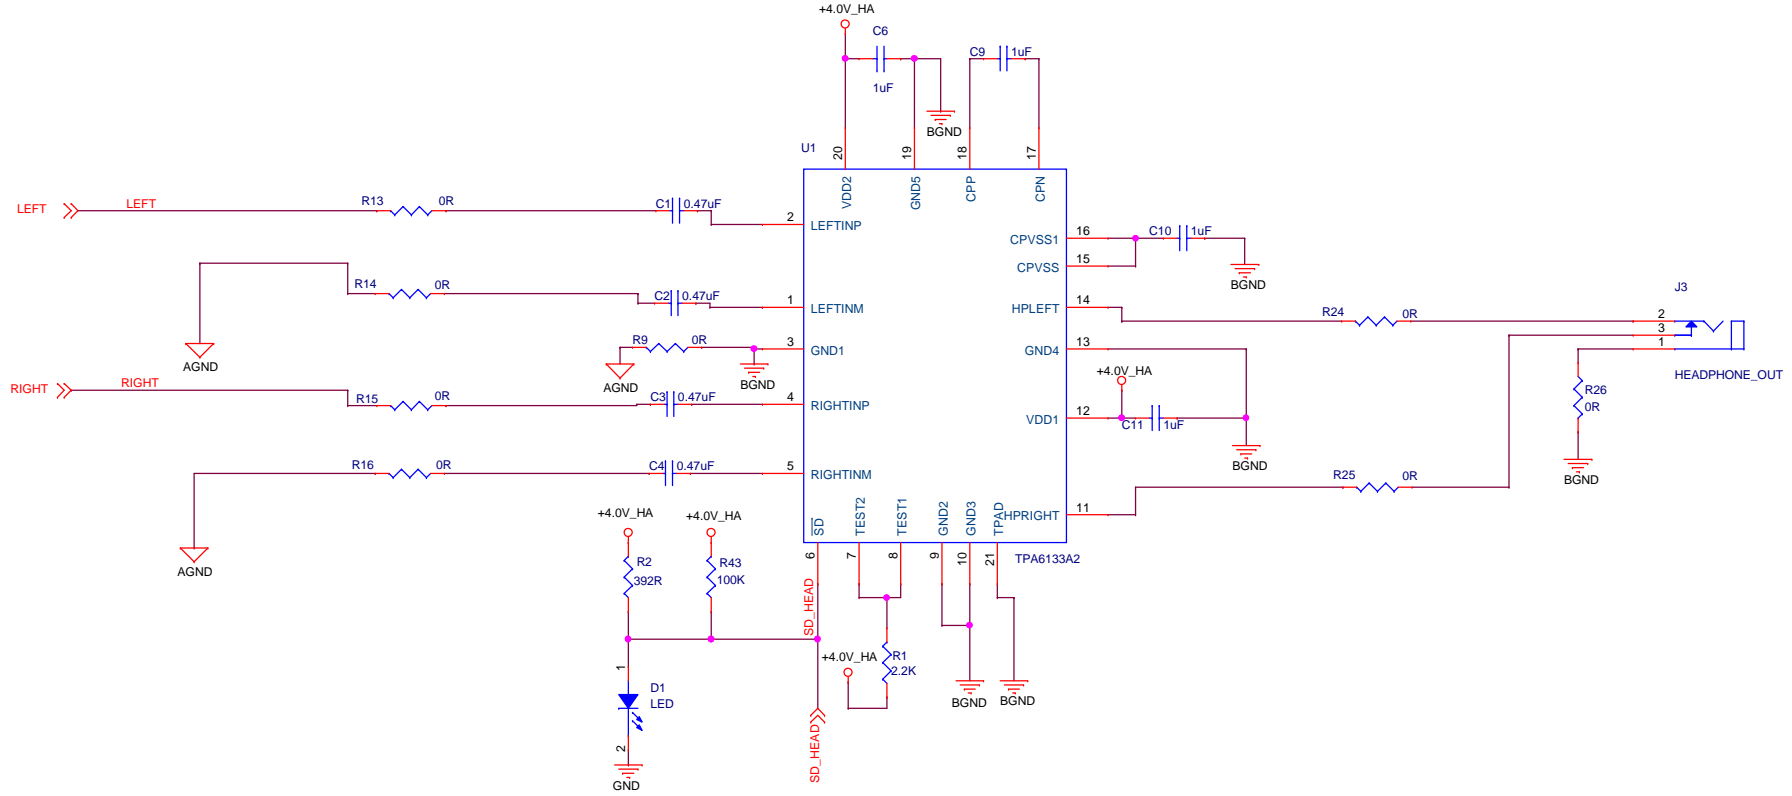 +4.0V_HA
C6
1uF
C9
1uF
BGND
U1
20
19
18
17
VDD2
GND5
CPP
CPN
LEFT
LEFT
R13
0R
C1
0.47uF
2
LEFTINP
CPVSS1
16
C10
1uF
CPVSS
15
BGND
R14
0R
C2
0.47uF
1
LEFTINM
HPLEFT
14
R24
0R
J3
2
3
1
HEADPHONE_OUT
AGND
R9
0R
3
GND1
GND4
13
AGND
BGND
+4.0V_HA
RIGHT
RIGHT
R15
0R
C3
0.47uF
4
RIGHTINP
VDD1
12
C11
1uF
R26
0R
BGND
BGND
R16
0R
C4
0.47uF
5
RIGHTINM
R25
0R
HPRIGHT
11
AGND
SD
TEST2
TEST1
GND2
GND3
TPAD
6
7
8
9
10
21
TPA6133A2
+4.0V_HA
+4.0V_HA
R2
392R
R43
100K
SD_HEAD
+4.0V_HA
R1
2.2K
BGND
BGND
1
D1
LED
2
GND
SD_HEAD